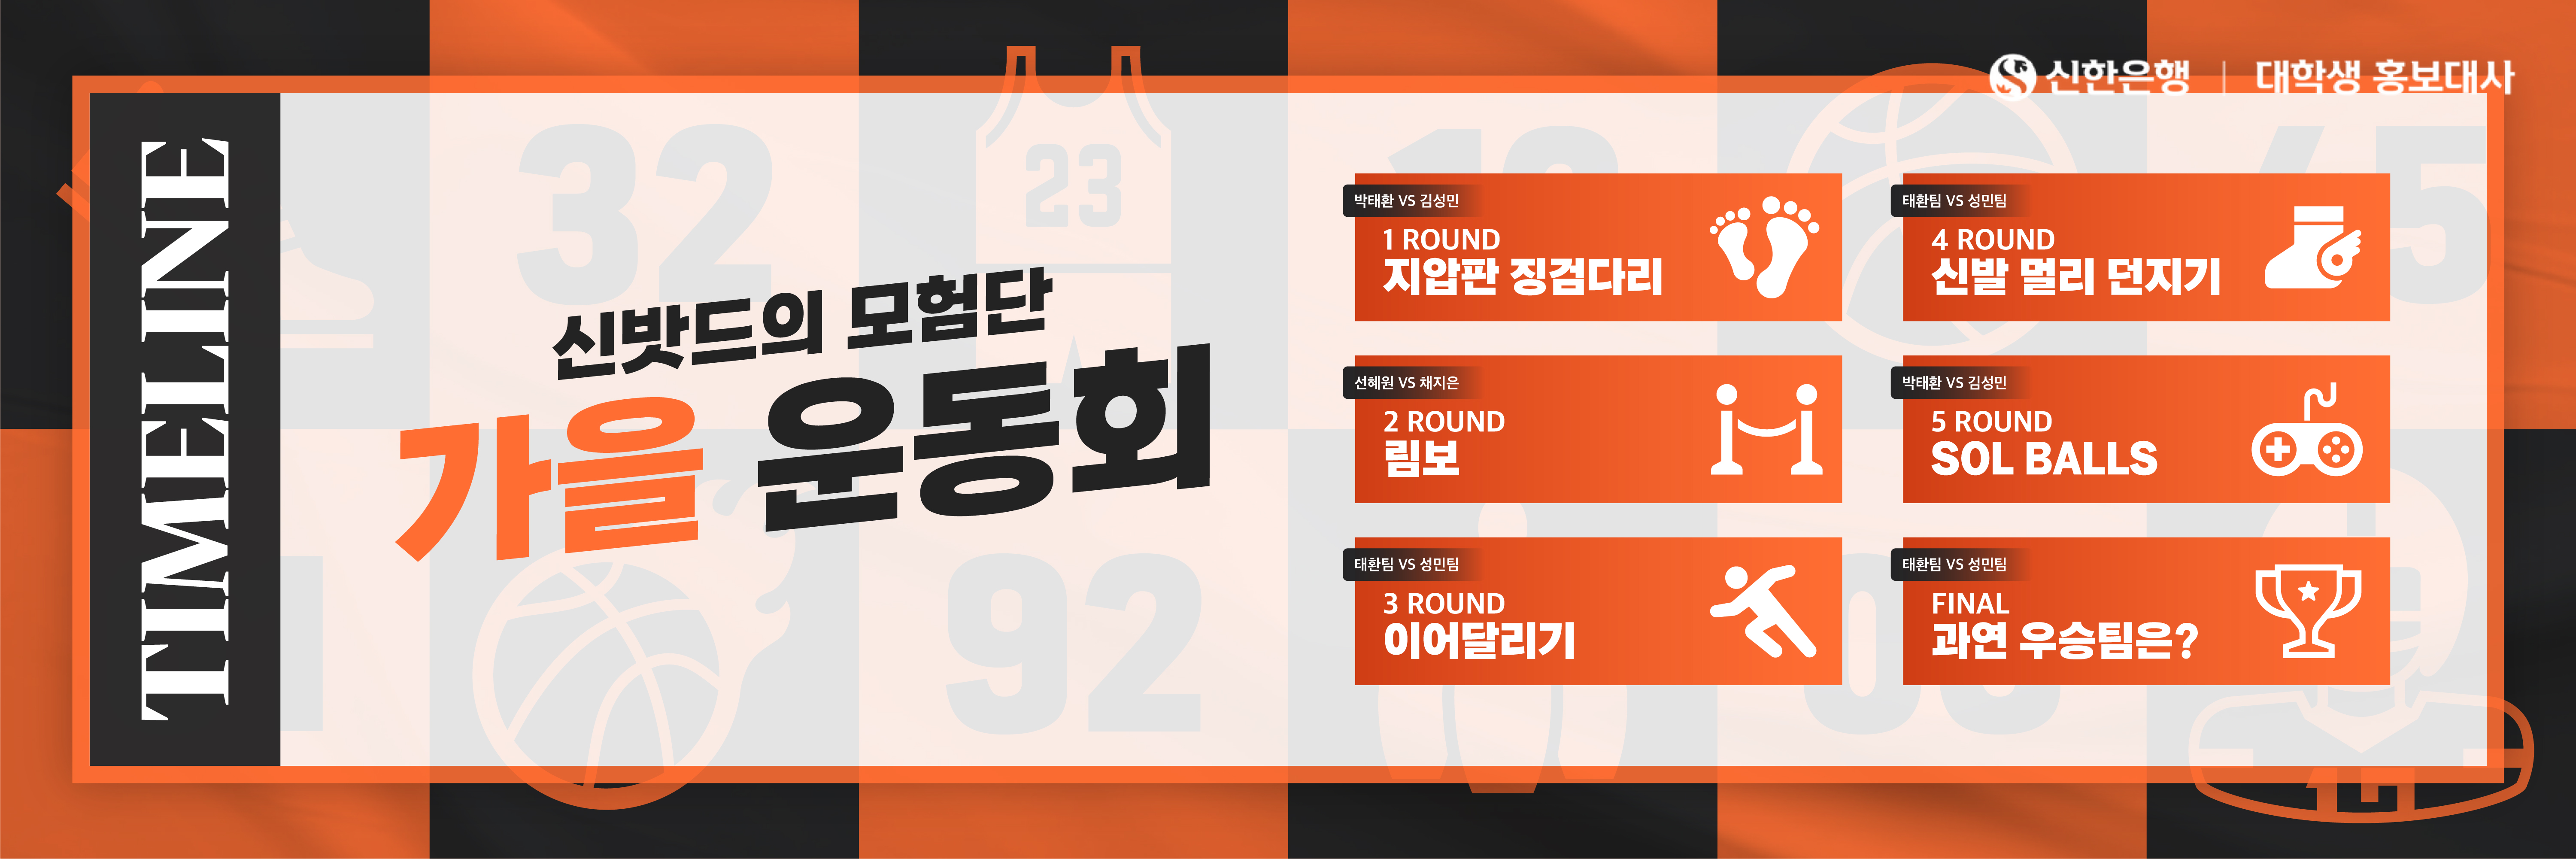 신한은행 | 대학생 홍보대사
TIMELINE
32
23
신밧드의 모험단
가을 운동회
92
박태환 VS 김성민
1 ROUND
지압판 징검다리
선혜원 VS 채지은
2 ROUND
림보
태환팀 VS 성민팀
3 ROUND
이어달리기
태환팀 VS 성민팀
4 ROUND
신발 멀리 던지기
박태환 VS 김성민
5 ROUND
SOL BALLS
태환팀 VS 성민팀
FINAL
과연 우승팀은?